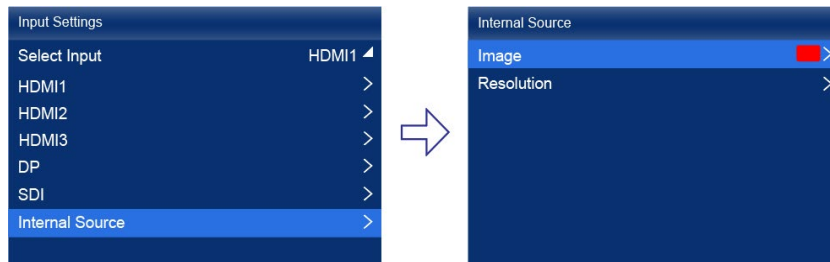 Input Settings
Select Input HDMI1
HDMI1
HDMI2
HDMI3
DP
SDI
Internal Source
Internal Source
Image
Resolution